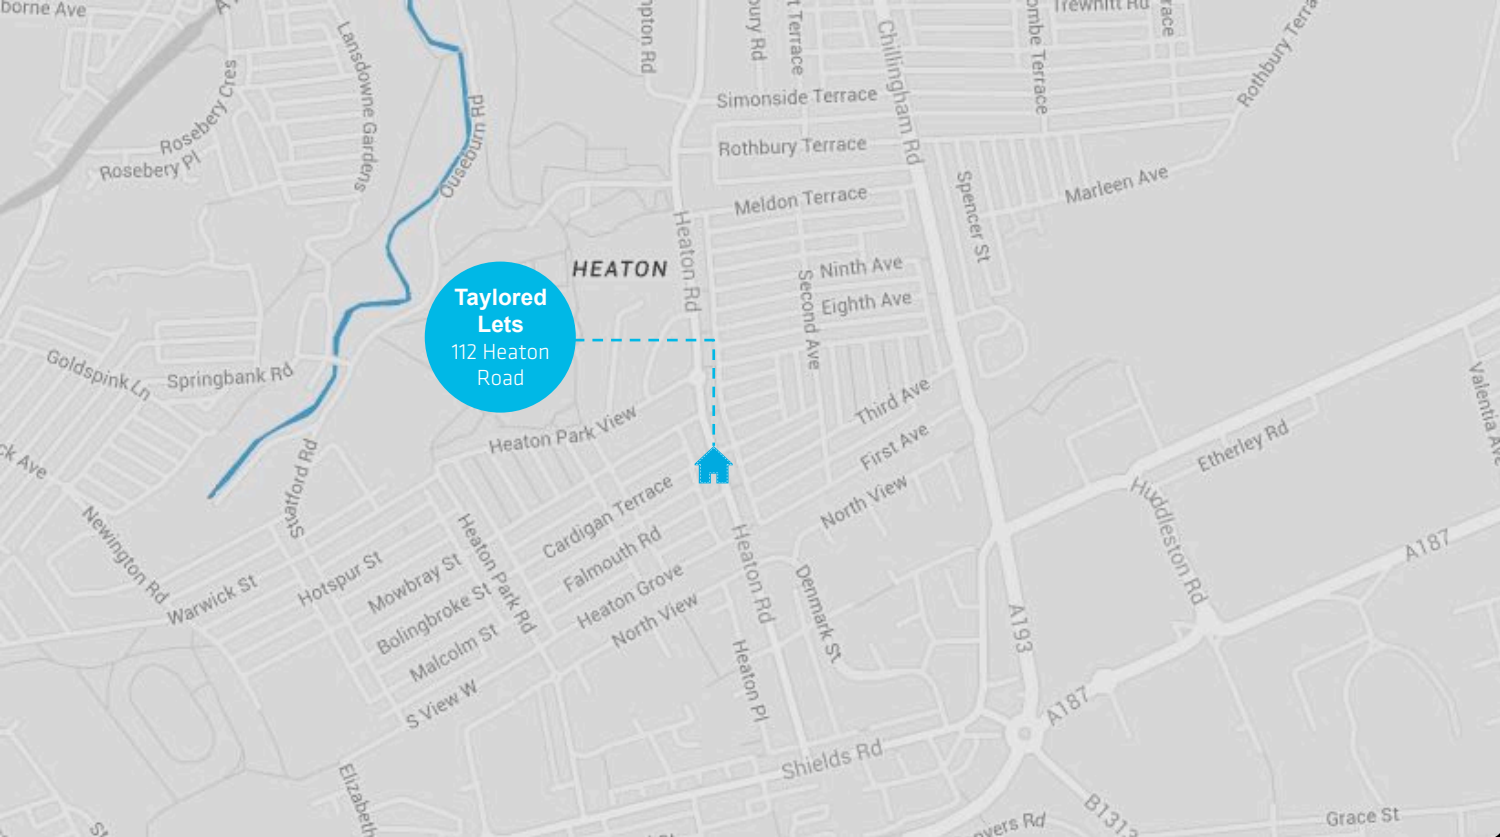 Trewhitt Rd
Lansdowne Gardens
Chillingham Rd
Rothbury Terrace
Rosebery Cres
Simonside Terrace
Ouseburn Rd
Rothbury Terrace
Rosebery Pl
Marleen Ave
Meldon Terrace
Spencer St
Heaton Rd
HEATON
Ninth Ave
Second Ave
Eighth Ave
Taylored
Lets
112 Heaton
Road
Goldspink Ln
Springbank Rd
Valentia Ave
Third Ave
Heaton Park View
First Ave
Etherley Rd
Stratford Rd
North View
Cardigan Terrace
Huddleston Rd
Newington Rd
Heaton Park Rd
Heaton Rd
Falmouth Rd
A187
Hotspur St
Mowbray St
Warwick St
Heaton Grove
Denmark St
Bolingbroke St
North View
A193
Malcolm St
Heaton Pl
S View W
A187
Shields Rd
Elizabeth
B1313
Grace St